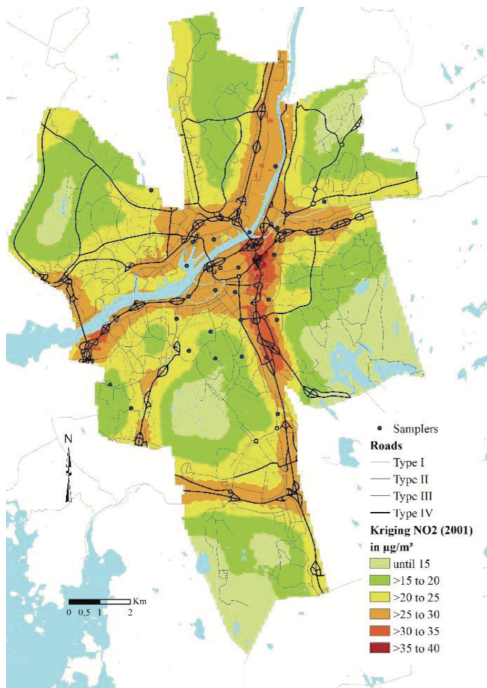 N
0 0,5 1 2 Km
Samplers
Roads
Type I
Type II
Type III
Type IV
Kriging NO2 (2001)
in µg/m³
until 15
>15 to 20
>20 to 25
>25 to 30
>30 to 35
>35 to 40